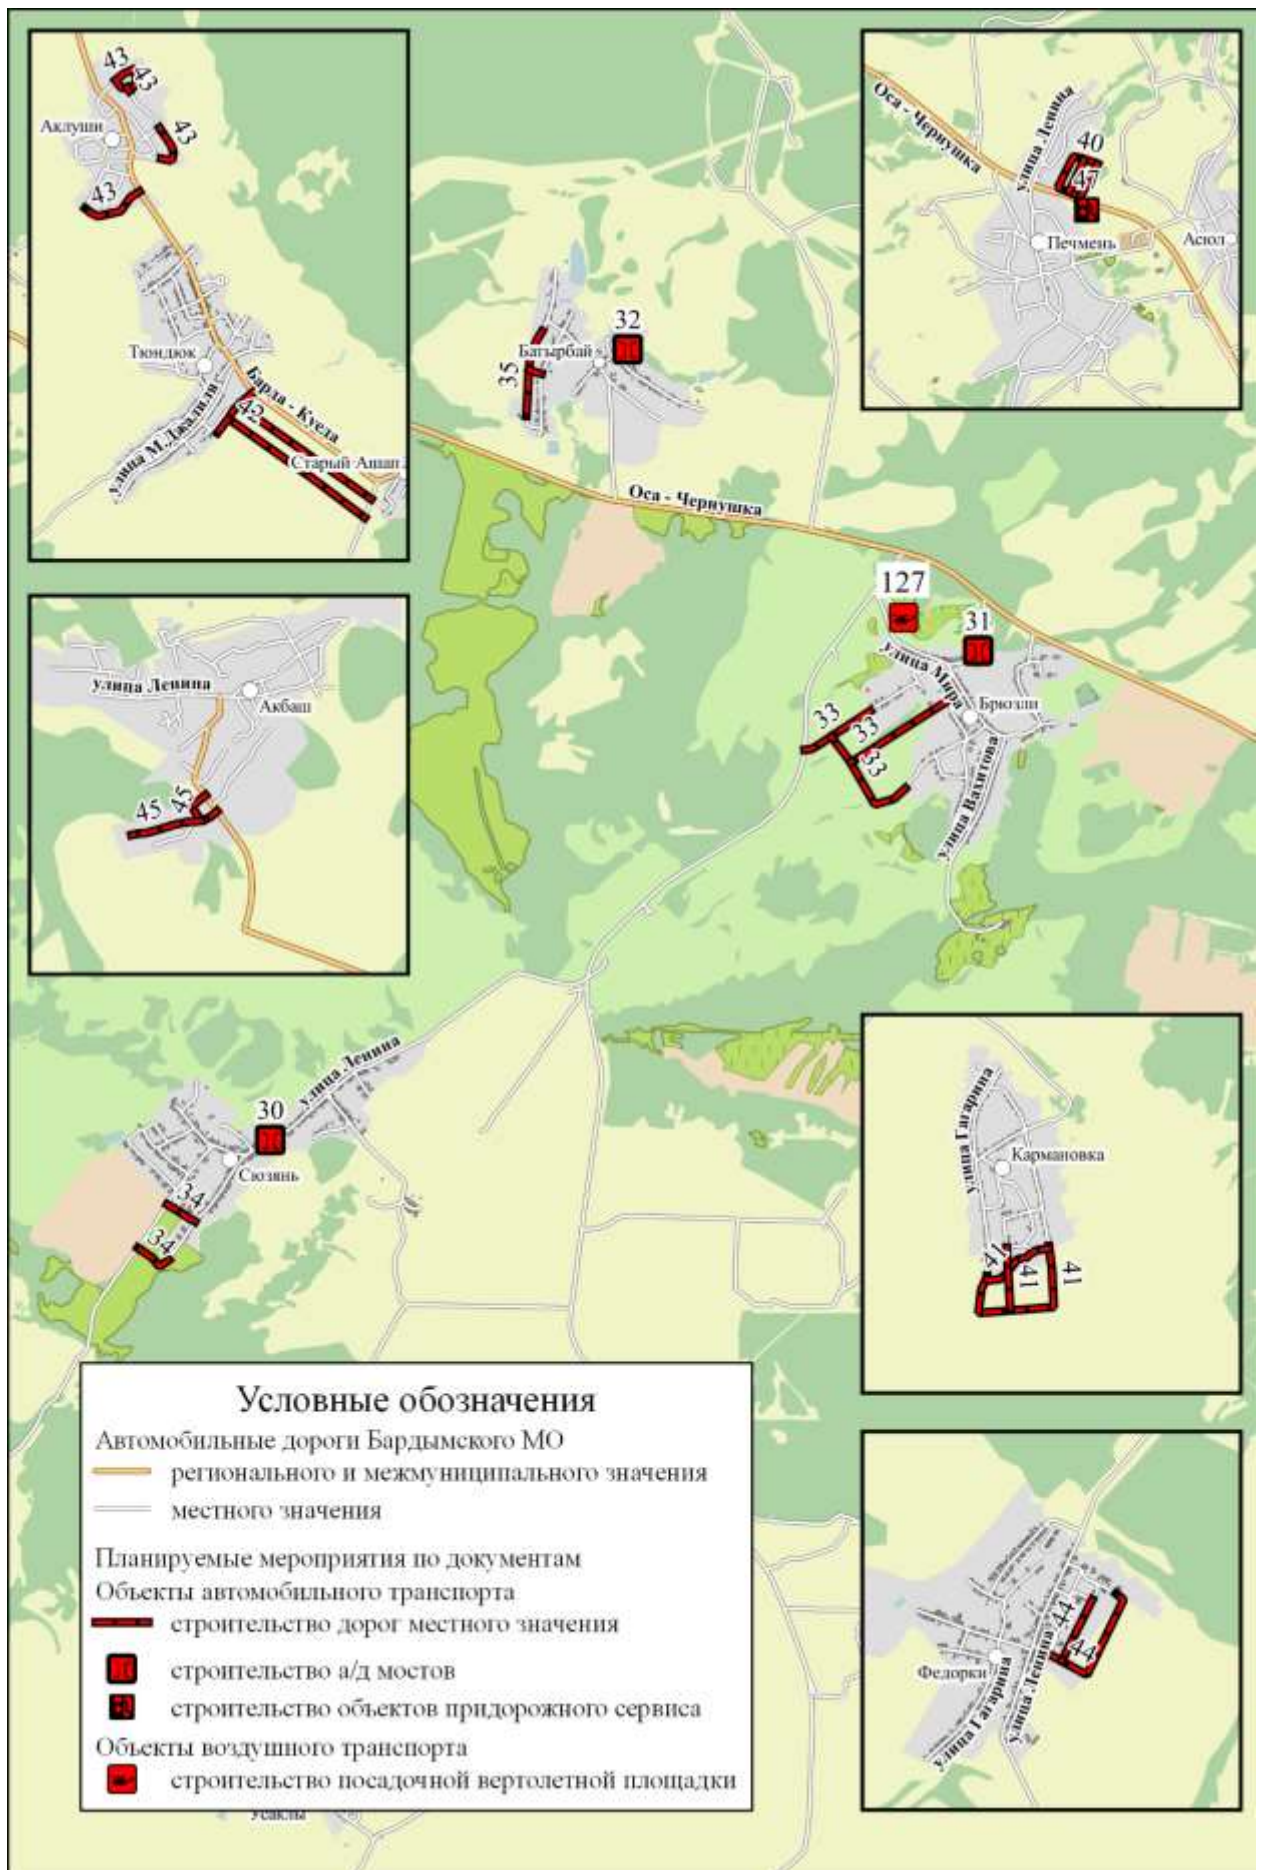 43
43
Аклуши
43
43
Тюндюк
Барда - Куеда
42
улица М.Джалиля
Старый Ашап
Оса - Чернушка
улица Ленина
40
47
Печмень
Асюл
32
Батырбай
35
Оса - Чернушка
127
31
улица Мира
Брюзли
33
33
33
улица Вахитова
улица Ленина
Акбаш
45
45
улица Ленина
30
Сюзянь
34
34
улица Гагарина
Кармановка
41
41
41
Условные обозначения
Автомобильные дороги Бардымского МО
регионального и межмуниципального значения
местного значения
Планируемые мероприятия по документам
Объекты автомобильного транспорта
строительство дорог местного значения
строительство а/д мостов
строительство объектов придорожного сервиса
Объекты воздушного транспорта
строительство посадочной вертолетной площадки
44
44
Федорки
улица Гагарина
улица Ленина